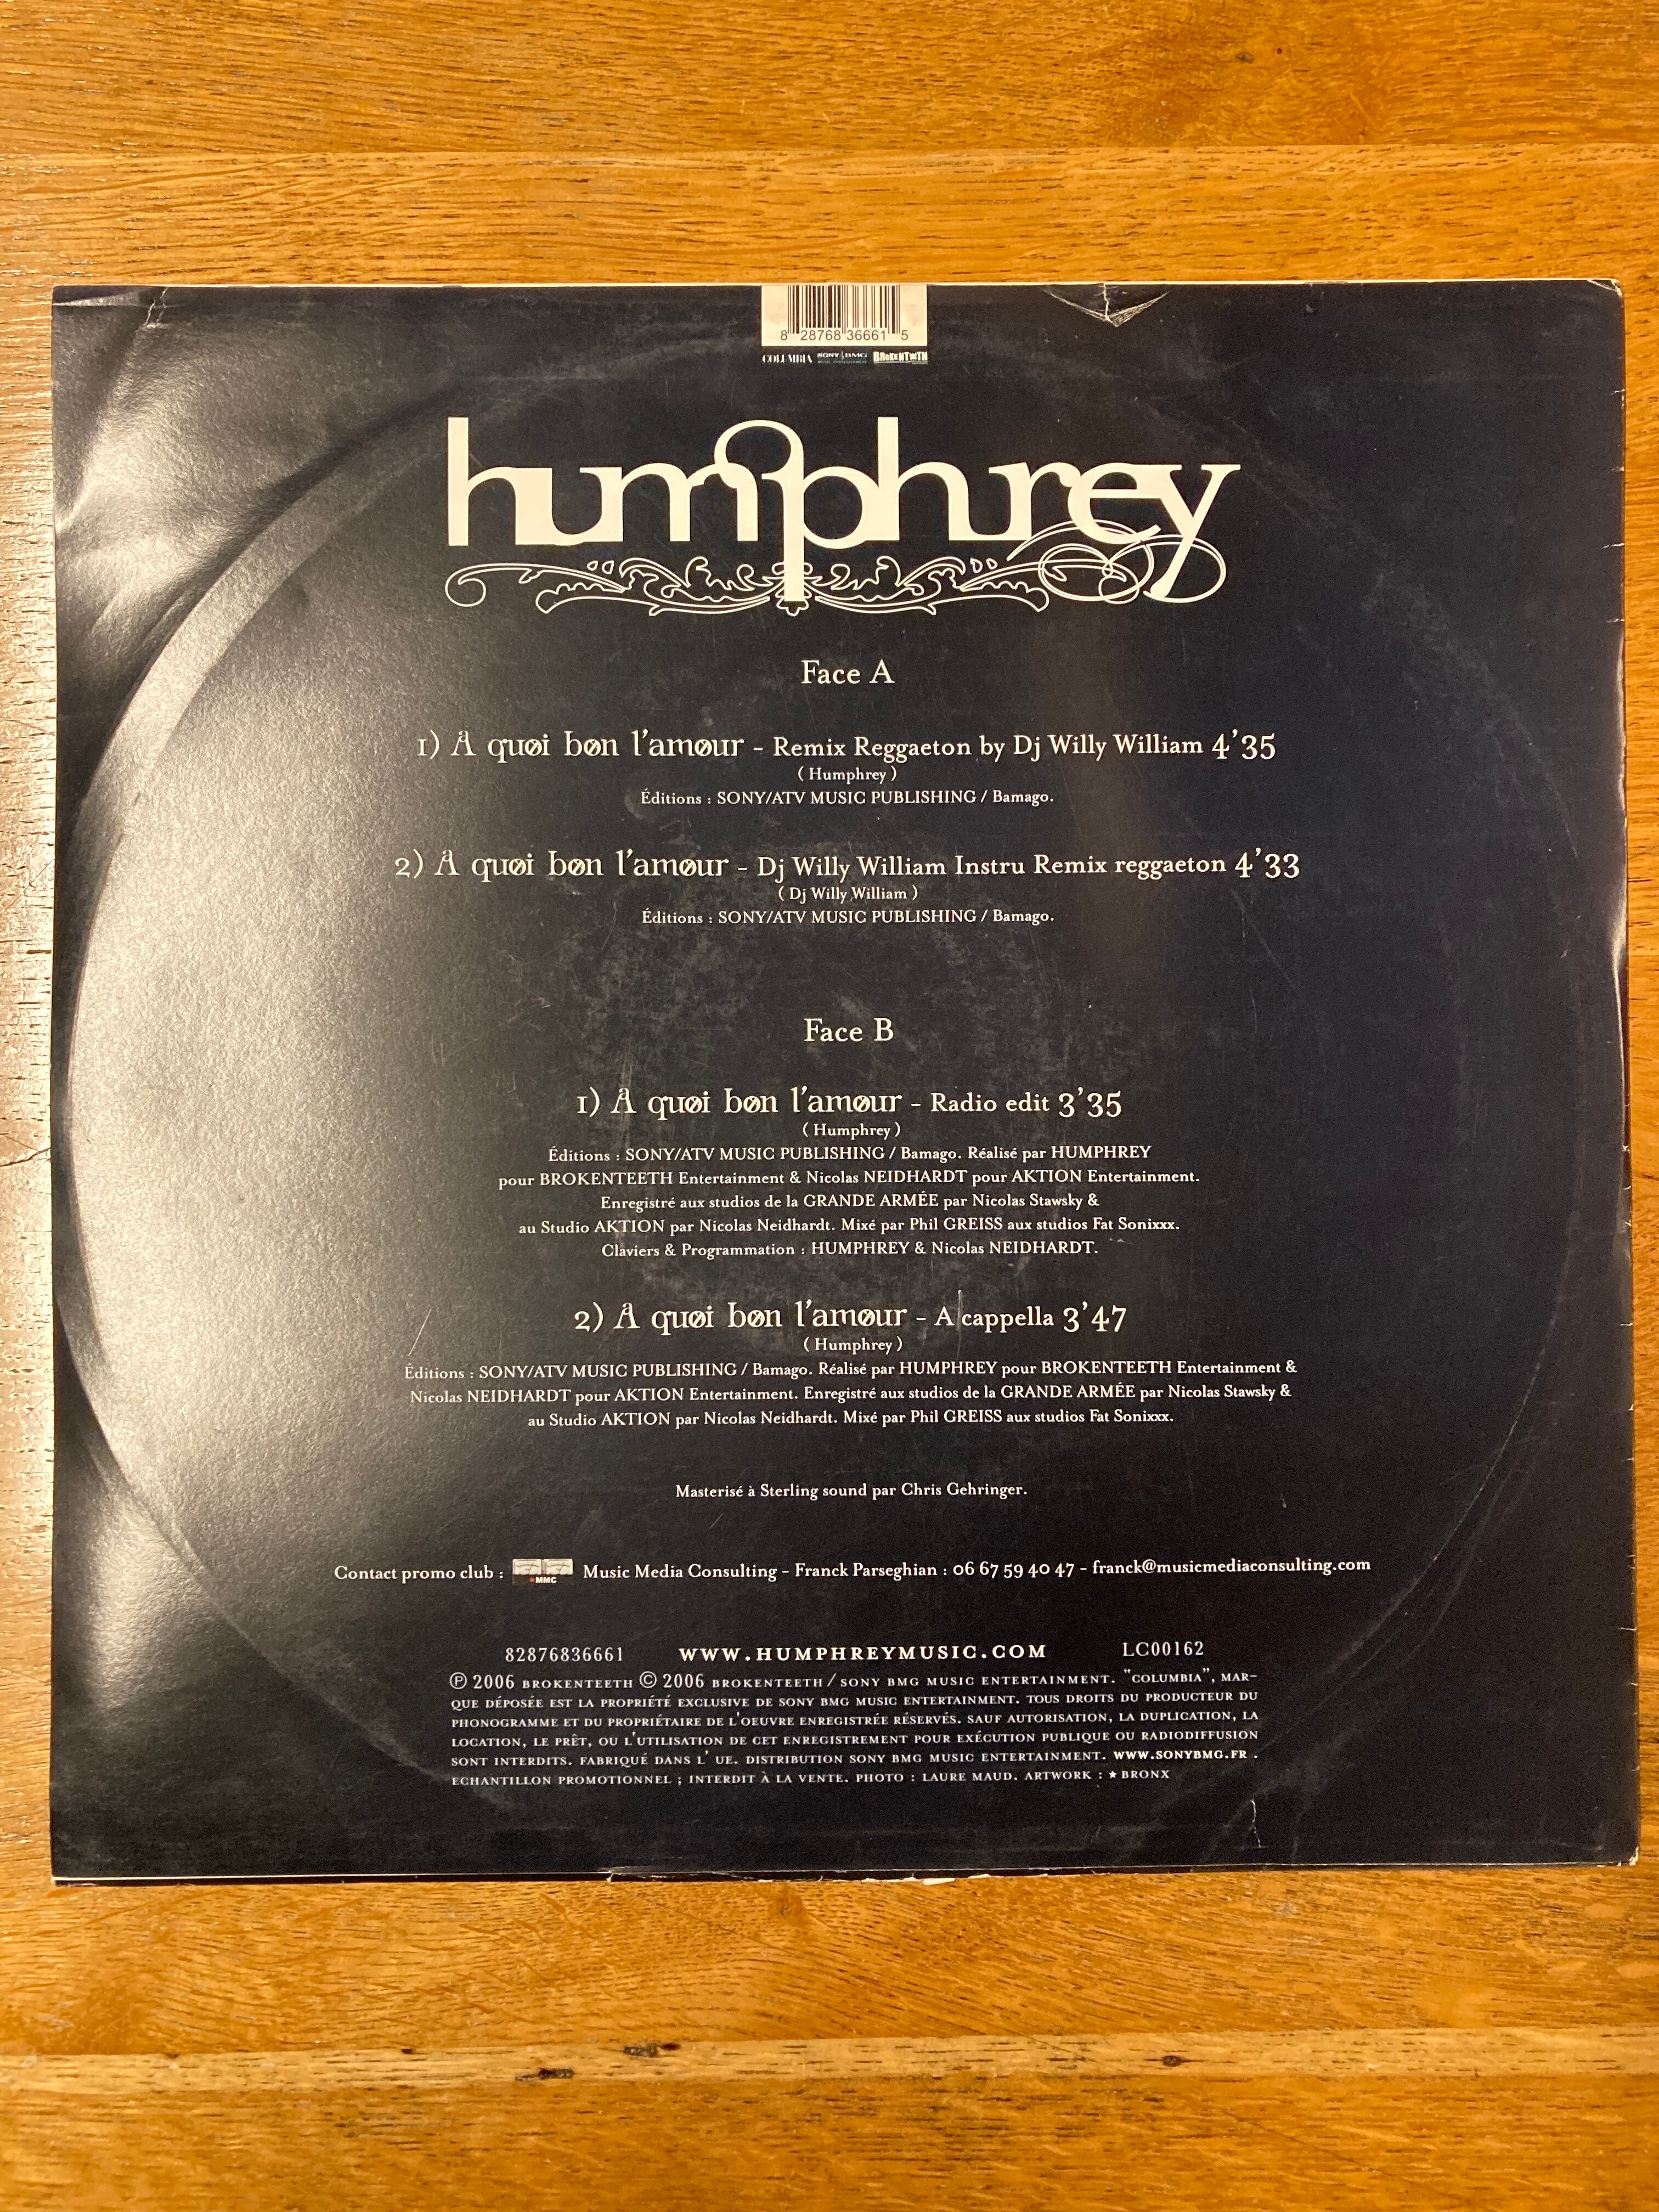 8 28768 36661 5
COLUMBIA SONY BMG MUSIC ENTERTAINMENT BROKENTEETH
humphrey
Face A
1) A quoi bon l'amour - Remix Reggaeton by Dj Willy William 4'35
( Humphrey )
Éditions : SONY/ATV MUSIC PUBLISHING / Bamago.
2) A quoi bon l'amour - Dj Willy William Instru Remix reggaeton 4'33
( Dj Willy William )
Éditions : SONY/ATV MUSIC PUBLISHING / Bamago.
Face B
1) A quoi bon l'amour - Radio edit 3'35
( Humphrey )
Éditions : SONY/ATV MUSIC PUBLISHING / Bamago. Réalisé par HUMPHREY
pour BROKENTEETH Entertainment & Nicolas NEIDHARDT pour AKTION Entertainment.
Enregistré aux studios de la GRANDE ARMÉE par Nicolas Stawsky &
au Studio AKTION par Nicolas Neidhardt. Mixé par Phil GREISS aux studios Fat Sonixxx.
Claviers & Programmation : HUMPHREY & Nicolas NEIDHARDT.
2) A quoi bon l'amour - A cappella 3'47
( Humphrey )
Éditions : SONY/ATV MUSIC PUBLISHING / Bamago. Réalisé par HUMPHREY pour BROKENTEETH Entertainment &
Nicolas NEIDHARDT pour AKTION Entertainment. Enregistré aux studios de la GRANDE ARMÉE par Nicolas Stawsky &
au Studio AKTION par Nicolas Neidhardt. Mixé par Phil GREISS aux studios Fat Sonixxx.
Masterisé à Sterling sound par Chris Gehringer.
Contact promo club : MMC Music Media Consulting - Franck Parseghian : 06 67 59 40 47 - franck@musicmediaconsulting.com
82876836661 WWW.HUMPHREYMUSIC.COM LC00162
℗ 2006 BROKENTEETH © 2006 BROKENTEETH / SONY BMG MUSIC ENTERTAINMENT. "COLUMBIA", MAR-
QUE DÉPOSÉE EST LA PROPRIÉTÉ EXCLUSIVE DE SONY BMG MUSIC ENTERTAINMENT. TOUS DROITS DU PRODUCTEUR DU
PHONOGRAMME ET DU PROPRIÉTAIRE DE L'OEUVRE ENREGISTRÉE RÉSERVÉS. SAUF AUTORISATION, LA DUPLICATION, LA
LOCATION, LE PRÊT, OU L'UTILISATION DE CET ENREGISTREMENT POUR EXÉCUTION PUBLIQUE OU RADIODIFFUSION
SONT INTERDITS. FABRIQUÉ DANS L' UE. DISTRIBUTION SONY BMG MUSIC ENTERTAINMENT. WWW.SONYBMG.FR .
ECHANTILLON PROMOTIONNEL ; INTERDIT À LA VENTE. PHOTO : LAURE MAUD. ARTWORK : ★ BRONX